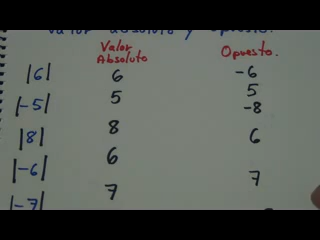 valor absoluto y opuesto.
Valor Absoluto Opuesto.
|6| 6 -6
|-5| 5 5
|8| 8 -8
|-6| 6 6
|-7| 7 7